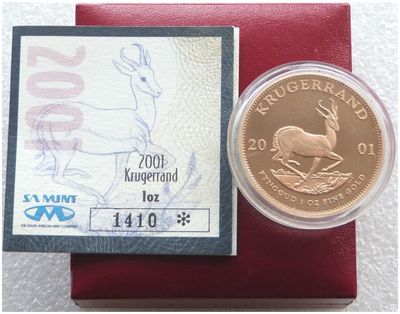 2001
2001
Krugerrand
1oz
1410 *
SA MINT
THE SOUTH AFRICAN MINT COMPANY
KRUGERRAND
20 01
FYNGOUD 1 OZ FINE GOLD